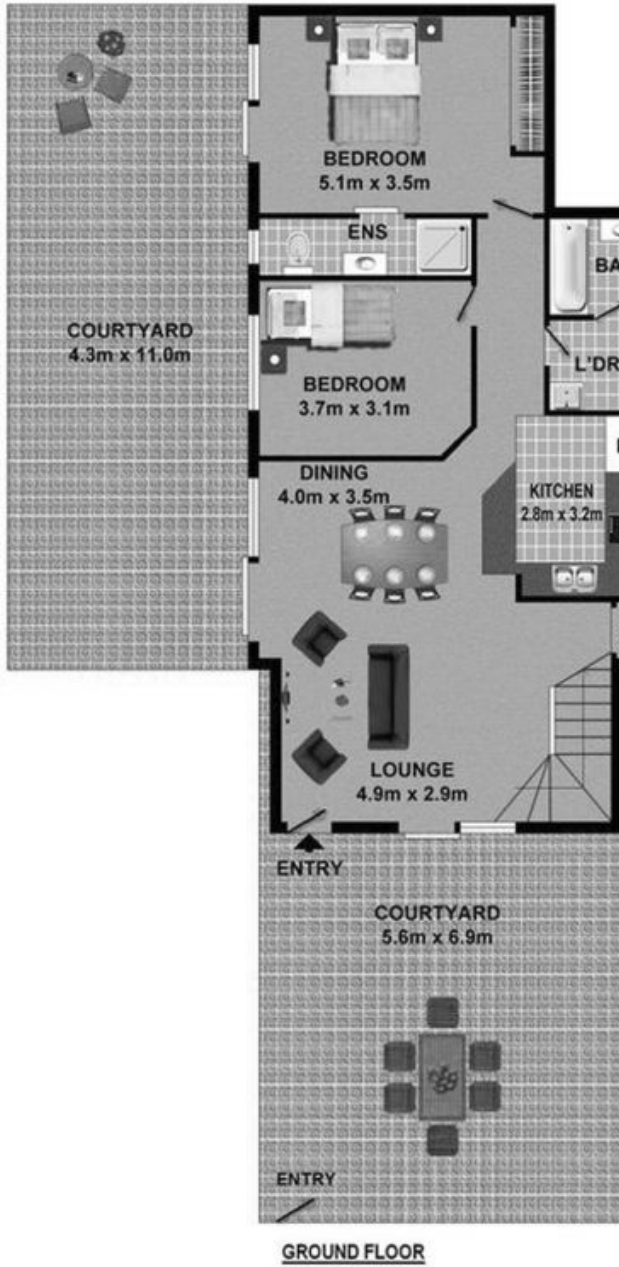 BEDROOM
5.1m x 3.5m
ENS
BA
COURTYARD
4.3m x 11.0m
L'DR
BEDROOM
3.7m x 3.1m
DINING
4.0m x 3.5m
KITCHEN
2.8m x 3.2m
LOUNGE
4.9m x 2.9m
ENTRY
COURTYARD
5.6m x 6.9m
ENTRY
GROUND FLOOR